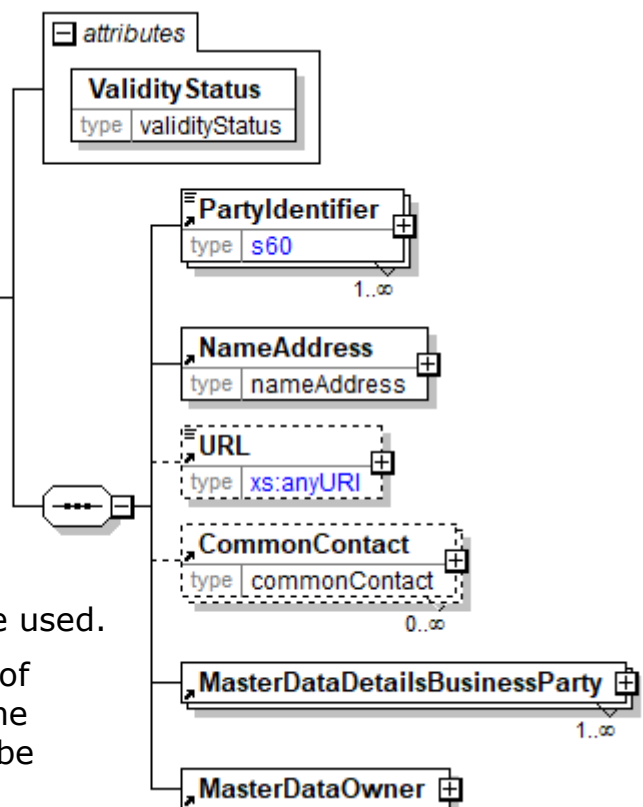 attributes
ValidityStatus
type validityStatus
PartyIdentifier
type s60
1..∞
NameAddress
type nameAddress
URL
type xs:anyURI
CommonContact
type commonContact
0..∞
e used.
of
MasterDataDetailsBusinessParty
ne
1..∞
be
MasterDataOwner